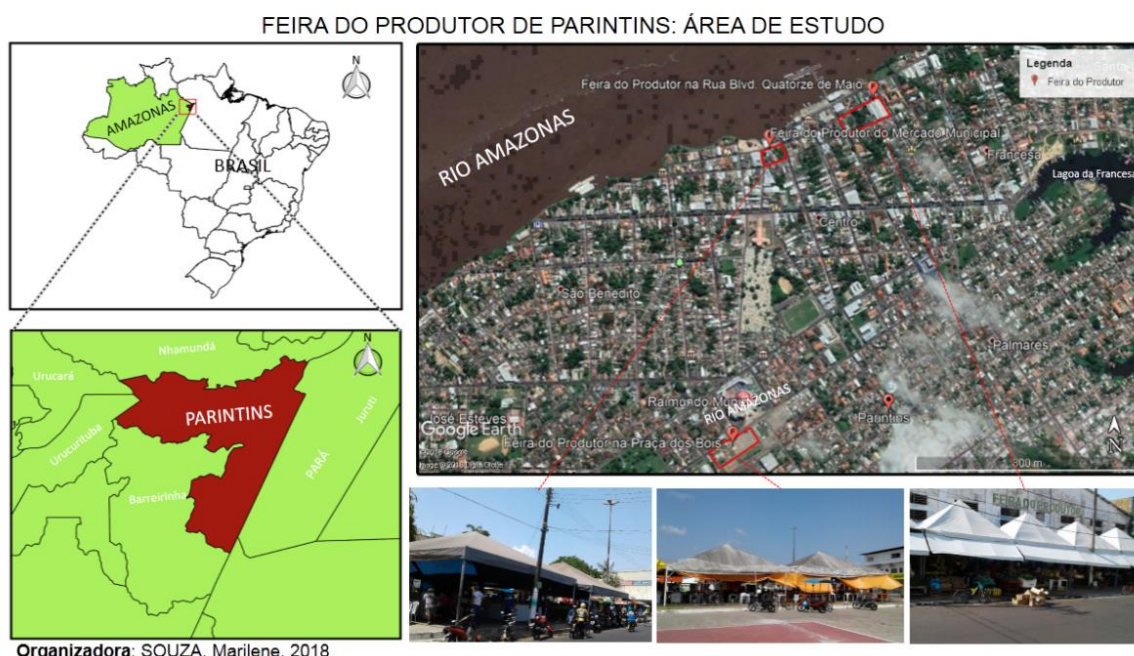 FEIRA DO PRODUTOR DE PARINTINS: ÁREA DE ESTUDO
N
AMAZONAS
BRASIL
N
Nhamundá
Urucará
PARINTINS
Urucurituba
Juruti
PARÁ
Barreirinha
Legenda
Feira do Produtor
Feira do Produtor na Rua Blvd. Quatorze de Maio
RIO AMAZONAS
Feira do Produtor do Mercado Municipal
Francesa
Lagoa da Francesa
Centro
São Benedito
Palmares
Raimundo
RIO AMAZONAS
Parintins
José Esteves
Google Earth
Feira do Produtor na Praça dos Bois
N
800 m
FEIRA DO PRODUTOR
Organizadora: SOUZA, Marilene, 2018